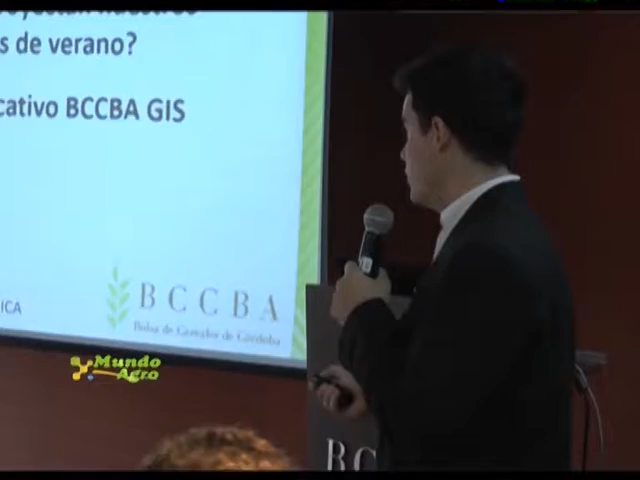 s de verano?
cativo BCCBA GIS
BCCBA
Bolsa de Cereales de Córdoba
ICA
Mundo
Agro
BC